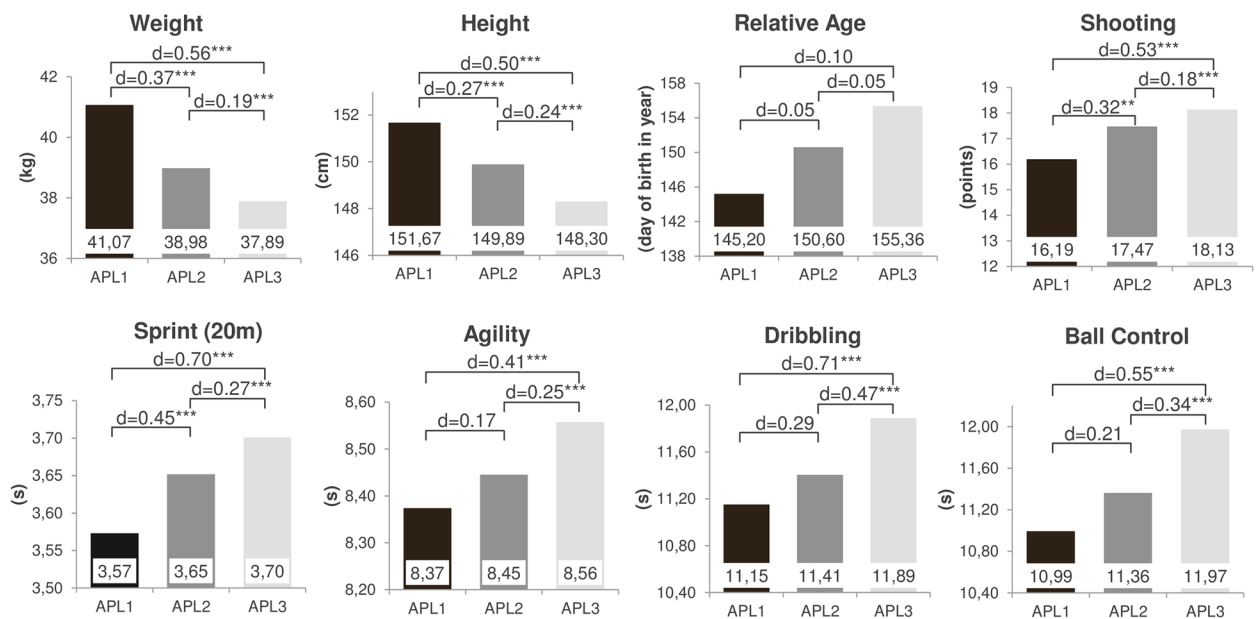 Weight
d=0.56***
d=0.37***
d=0.19***
42
40
38
36
(kg)
41,07
38,98
37,89
APL1
APL2
APL3
Height
d=0.50***
d=0.27***
d=0.24***
152
150
148
146
(cm)
151,67
149,89
148,30
APL1
APL2
APL3
Relative Age
d=0.10
d=0.05
d=0.05
158
154
150
146
142
138
(day of birth in year)
145,20
150,60
155,36
APL1
APL2
APL3
Shooting
d=0.53***
d=0.18***
d=0.32**
19
18
17
16
15
14
13
12
(points)
16,19
17,47
18,13
APL1
APL2
APL3
Sprint (20m)
d=0.70***
d=0.27***
d=0.45***
3,75
3,70
3,65
3,60
3,55
3,50
(s)
3,57
3,65
3,70
APL1
APL2
APL3
Agility
d=0.41***
d=0.25***
d=0.17
8,60
8,50
8,40
8,30
8,20
(s)
8,37
8,45
8,56
APL1
APL2
APL3
Dribbling
d=0.71***
d=0.47***
d=0.29
12,00
11,60
11,20
10,80
10,40
(s)
11,15
11,41
11,89
APL1
APL2
APL3
Ball Control
d=0.55***
d=0.34***
d=0.21
12,00
11,60
11,20
10,80
10,40
(s)
10,99
11,36
11,97
APL1
APL2
APL3